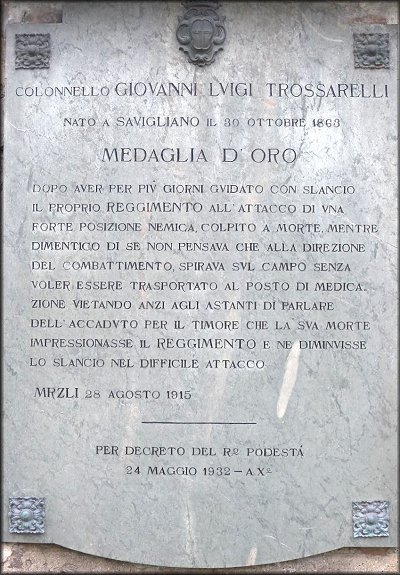 COLONNELLO GIOVANNI LVIGI TROSSARELLI
NATO A SAVIGLIANO IL 30 OTTOBRE 1863
MEDAGLIA D'ORO
DOPO AVER PER PIV GIORNI GVIDATO CON SLANCIO
IL PROPRIO REGGIMENTO ALL'ATTACCO DI VNA
FORTE POSIZIONE NEMICA, COLPITO A MORTE, MENTRE
DIMENTICO DI SE NON PENSAVA CHE ALLA DIREZIONE
DEL COMBATTIMENTO, SPIRAVA SVL CAMPO SENZA
VOLER ESSERE TRASPORTATO AL POSTO DI MEDICA.
ZIONE VIETANDO ANZI AGLI ASTANTI DI PARLARE
DELL'ACCADVTO PER IL TIMORE CHE LA SVA MORTE
IMPRESSIONASSE IL REGGIMENTO E NE DIMINVISSE
LO SLANCIO NEL DIFFICILE ATTACCO
MRZLI 28 AGOSTO 1915
PER DECRETO DEL Rº PODESTÁ
24 MAGGIO 1932 - A.Xº